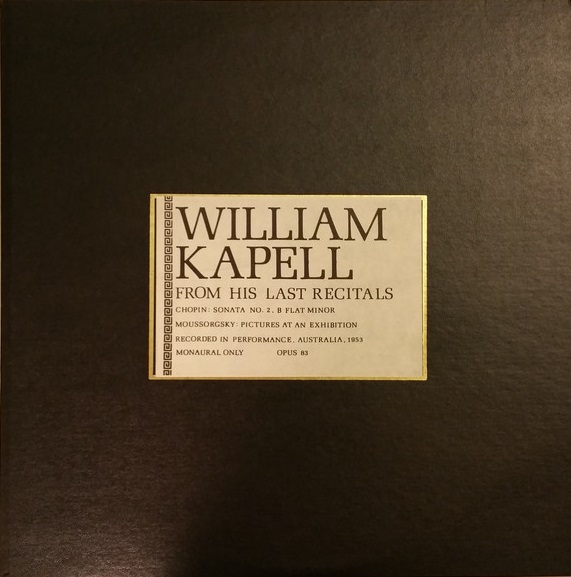 WILLIAM
KAPELL
FROM HIS LAST RECITALS
CHOPIN: SONATA NO. 2, B FLAT MINOR
MOUSSORGSKY: PICTURES AT AN EXHIBITION
RECORDED IN PERFORMANCE, AUSTRALIA, 1953
MONAURAL ONLY OPUS 83